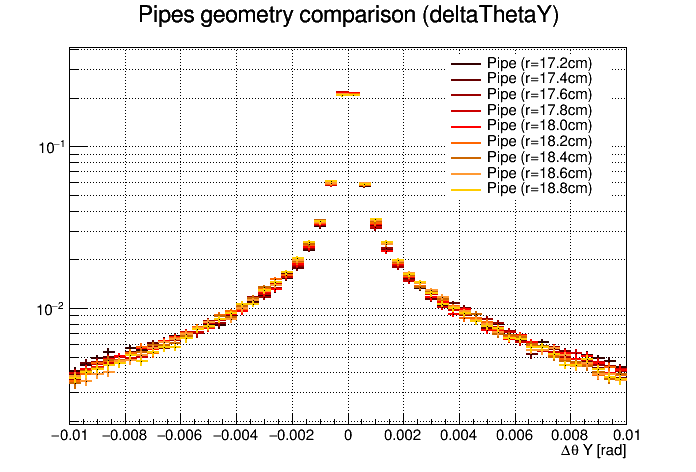 Pipes geometry comparison (deltaThetaY)
Pipe (r=17.2cm)
Pipe (r=17.4cm)
Pipe (r=17.6cm)
Pipe (r=17.8cm)
Pipe (r=18.0cm)
Pipe (r=18.2cm)
Pipe (r=18.4cm)
Pipe (r=18.6cm)
Pipe (r=18.8cm)
10⁻¹
10⁻²
−0.01 −0.008 −0.006 −0.004 −0.002 0 0.002 0.004 0.006 0.008 0.01
Δθ Y [rad]